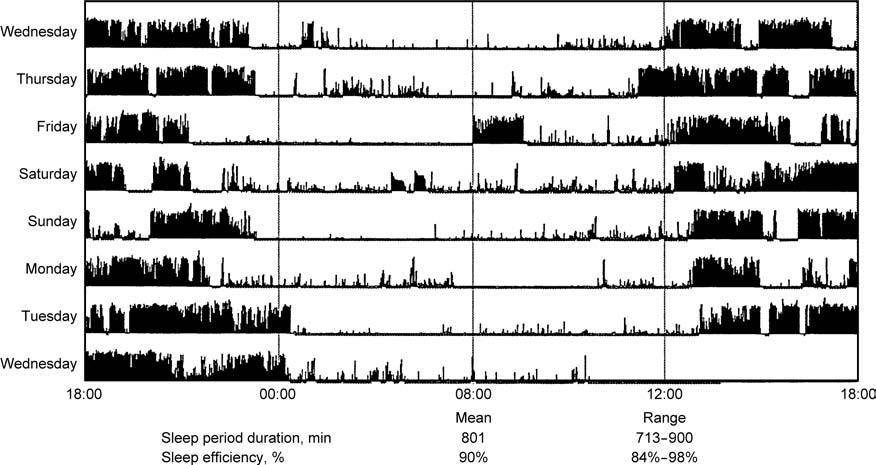 Wednesday
Thursday
Friday
Saturday
Sunday
Monday
Tuesday
Wednesday
18:00 00:00 08:00 12:00 18:00
Mean Range
Sleep period duration, min 801 713–900
Sleep efficiency, % 90% 84%–98%